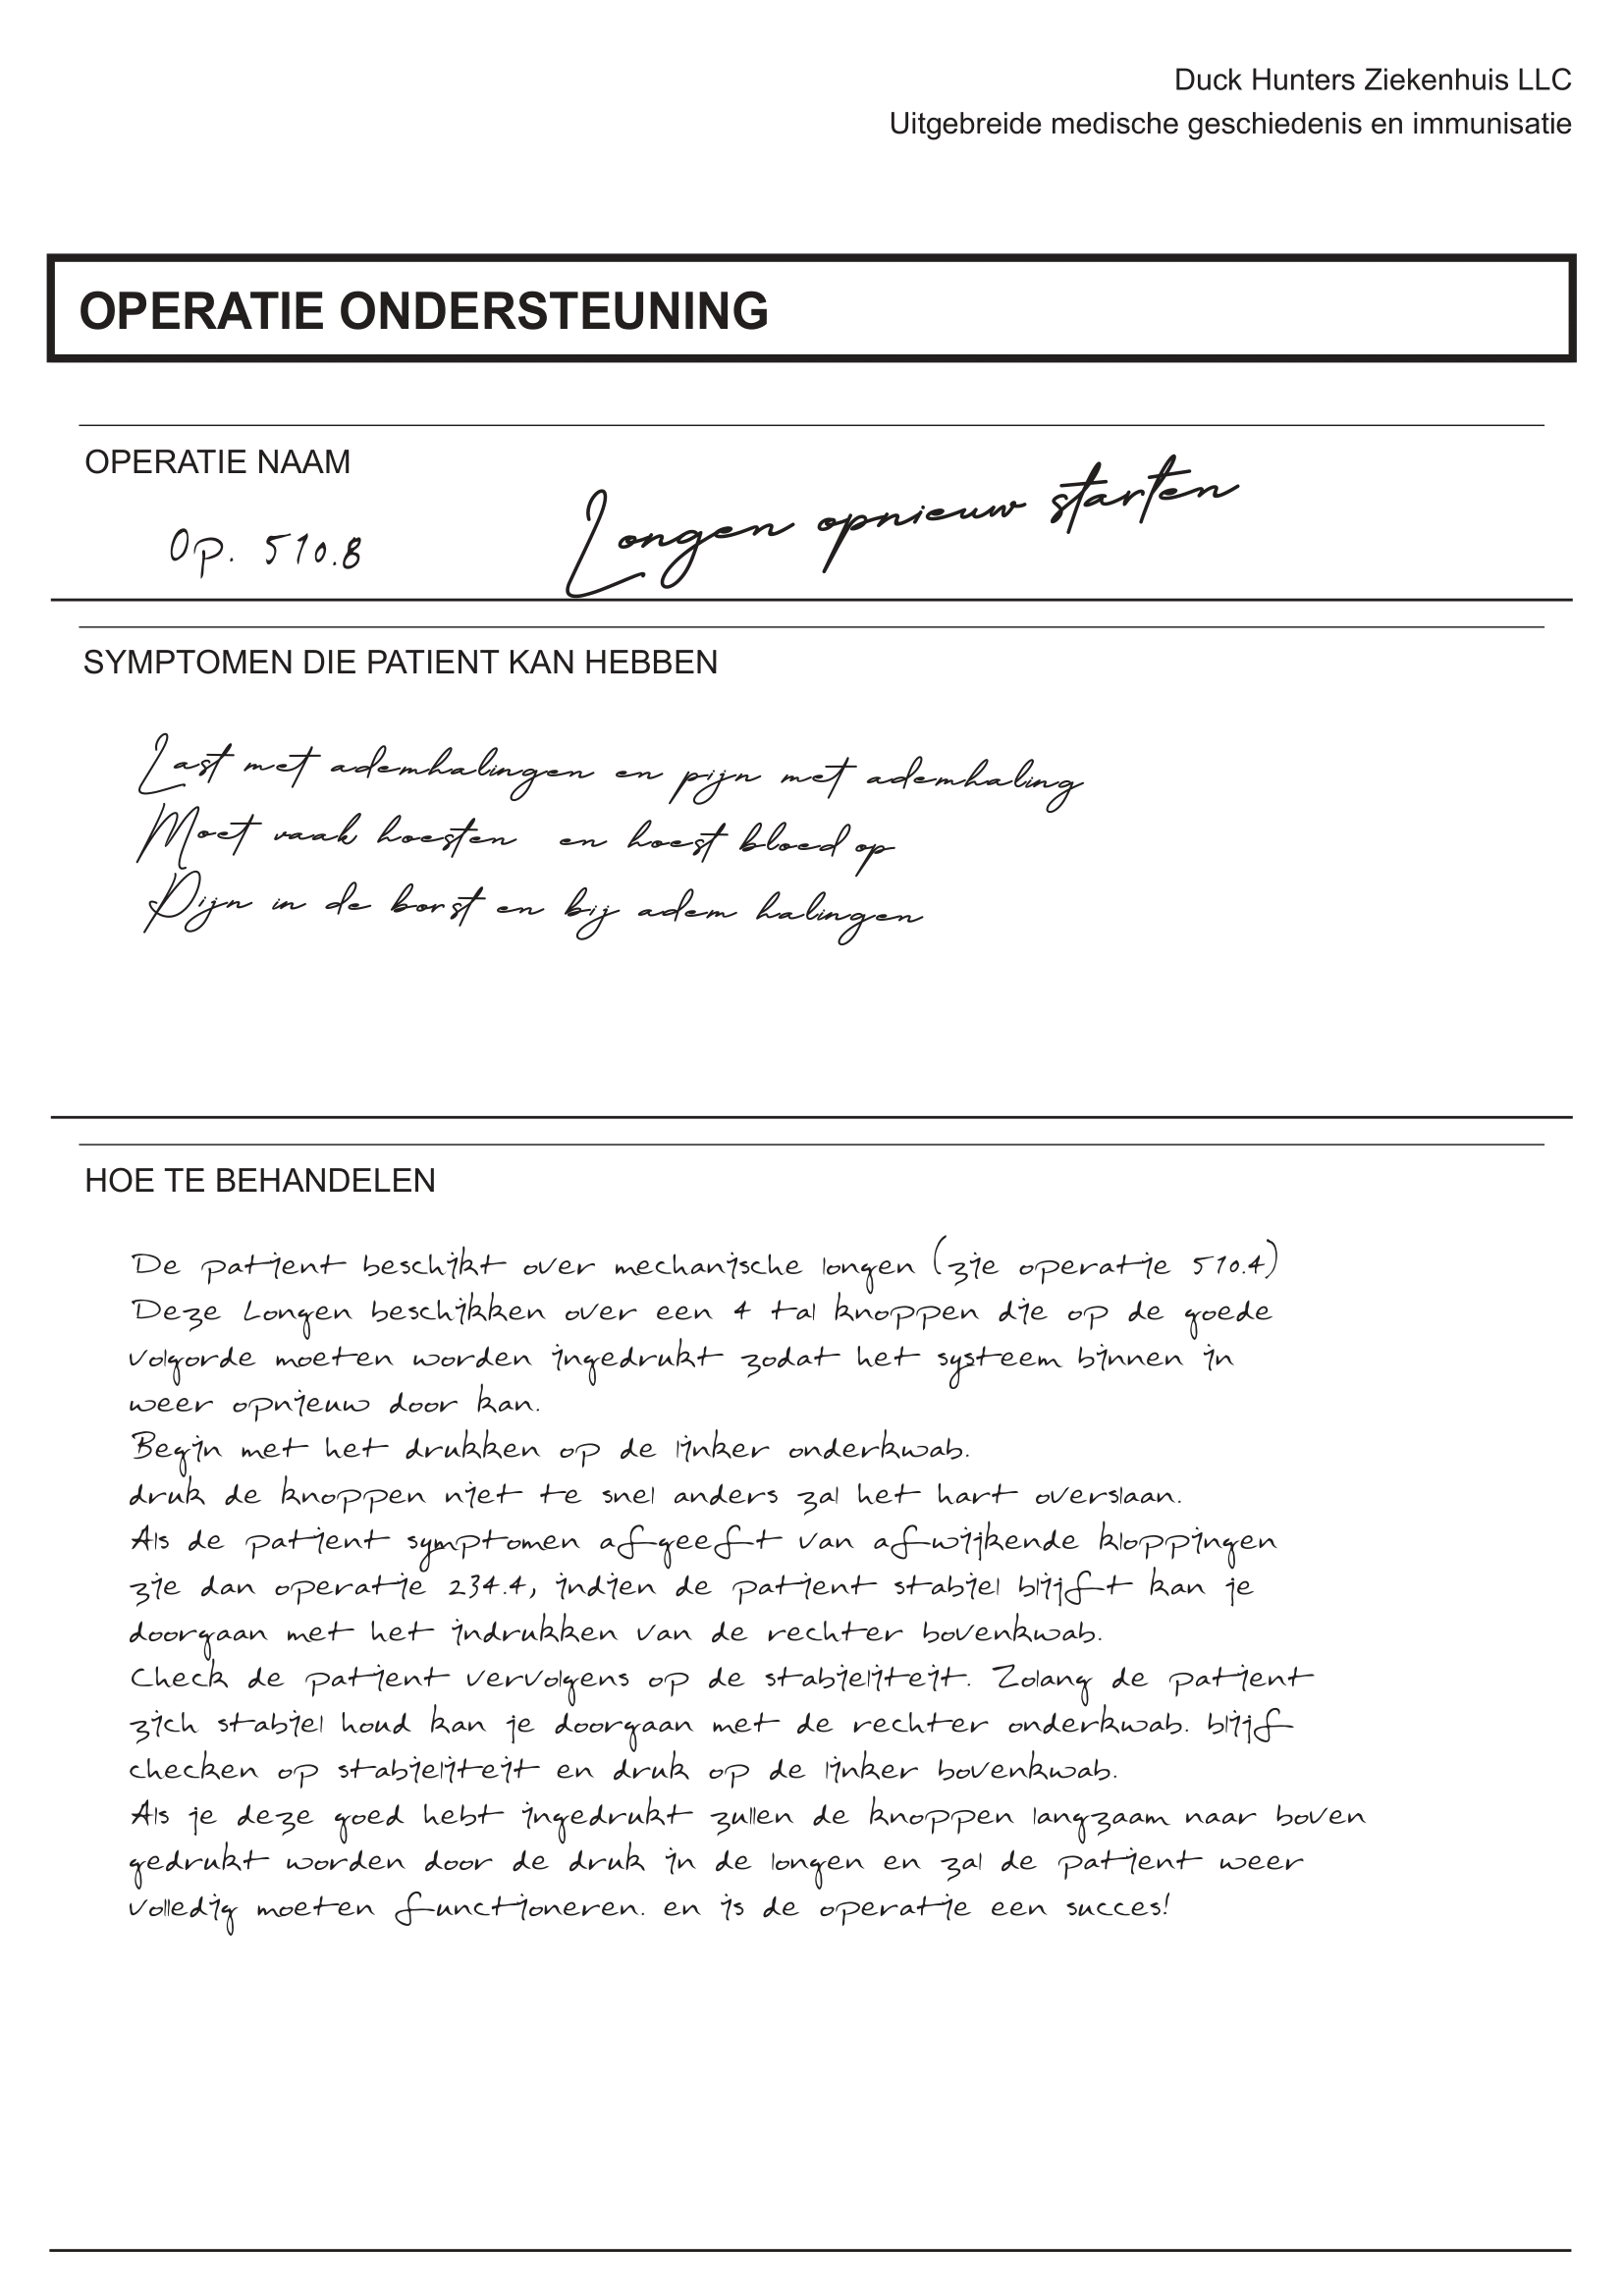 Duck Hunters Ziekenhuis LLC
Uitgebreide medische geschiedenis en immunisatie
OPERATIE ONDERSTEUNING
OPERATIE NAAM
Op. 510.8 Longen opnieuw starten
SYMPTOMEN DIE PATIENT KAN HEBBEN
Last met ademhalingen en pijn met ademhaling
Moet vaak hoesten en hoest bloed op
Pijn in de borst en bij adem halingen
HOE TE BEHANDELEN
De patient beschikt over mechanische longen (zie operatie 510.4)
Deze Longen beschikken over een 4 tal knoppen die op de goede
volgorde moeten worden ingedrukt zodat het systeem binnen in
weer opnieuw door kan.
Begin met het drukken op de linker onderkwab.
druk de knoppen niet te snel anders zal het hart overslaan.
Als de patient symptomen afgeeft van afwijkende kloppingen
zie dan operatie 234.4, indien de patient stabiel blijft kan je
doorgaan met het indrukken van de rechter bovenkwab.
Check de patient vervolgens op de stabieliteit. Zolang de patient
zich stabiel houd kan je doorgaan met de rechter onderkwab. blijf
checken op stabieliteit en druk op de linker bovenkwab.
Als je deze goed hebt ingedrukt zullen de knoppen langzaam naar boven
gedrukt worden door de druk in de longen en zal de patient weer
volledig moeten functioneren. en is de operatie een succes!